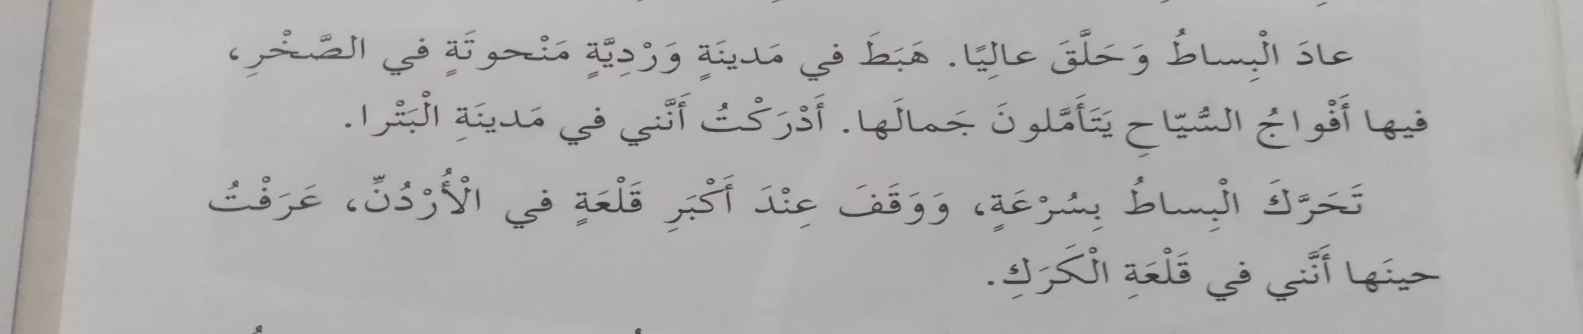 عادَ الْبِساطُ وَحَلَّقَ عالِيًا. هَبَطَ في مَدينَةٍ وَرْدِيَّةٍ مَنْحوتَةٍ في الصَّخْرِ،
فيها أَفْواجُ السُّيّاحِ يَتَأَمَّلونَ جَمالَها. أَدْرَكْتُ أَنَّني في مَدينَةِ الْبَتْرا.
تَحَرَّكَ الْبِساطُ بِسُرْعَةٍ، وَوَقَفَ عِنْدَ أَكْبَرِ قَلْعَةٍ في الْأُرْدُنِّ، عَرَفْتُ
حينَها أَنَّني في قَلْعَةِ الْكَرَكِ.